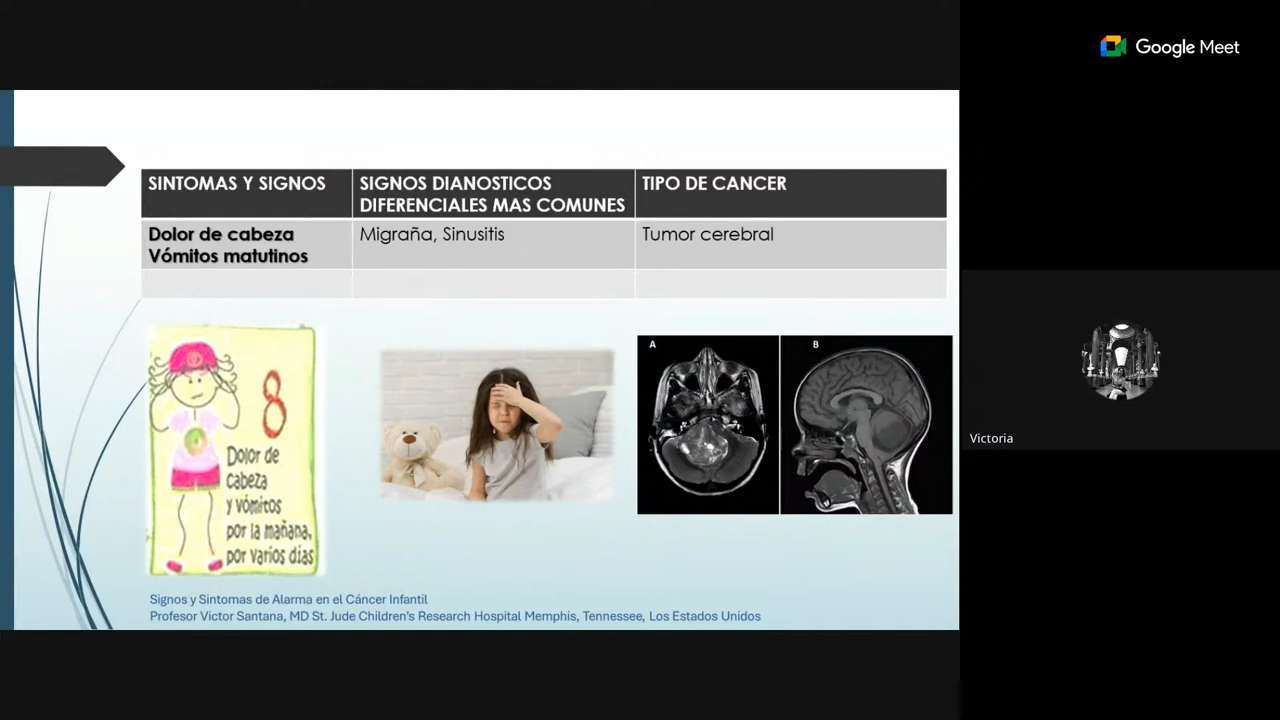 Google Meet
SINTOMAS Y SIGNOS
SIGNOS DIANOSTICOS
DIFERENCIALES MAS COMUNES
TIPO DE CANCER
Dolor de cabeza
Vómitos matutinos
Migraña, Sinusitis
Tumor cerebral
8
Dolor de
cabeza
y vómitos
por la mañana,
por varios dias
A
B
Signos y Sintomas de Alarma en el Cáncer Infantil
Profesor Victor Santana, MD St. Jude Children's Research Hospital Memphis, Tennessee, Los Estados Unidos
Victoria